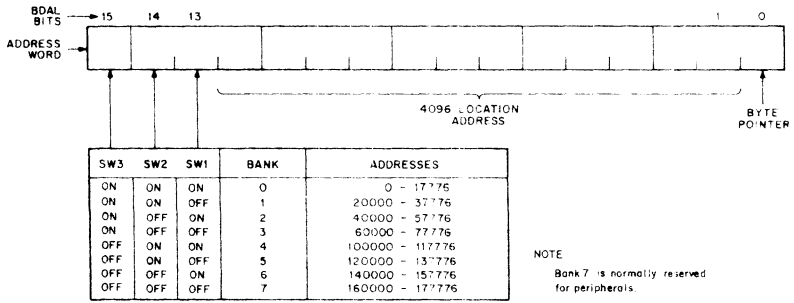 BDAL BITS 15 14 13 1 0
ADDRESS WORD
4096 LOCATION ADDRESS
BYTE POINTER
SW3 SW2 SW1 BANK ADDRESSES
ON ON ON 0 0 - 17776
ON ON OFF 1 20000 - 37776
ON OFF ON 2 40000 - 57776
ON OFF OFF 3 60000 - 77776
OFF ON ON 4 100000 - 117776
OFF ON OFF 5 120000 - 137776
OFF OFF ON 6 140000 - 157776
OFF OFF OFF 7 160000 - 177776
NOTE
Bank 7 is normally reserved
for peripherals.